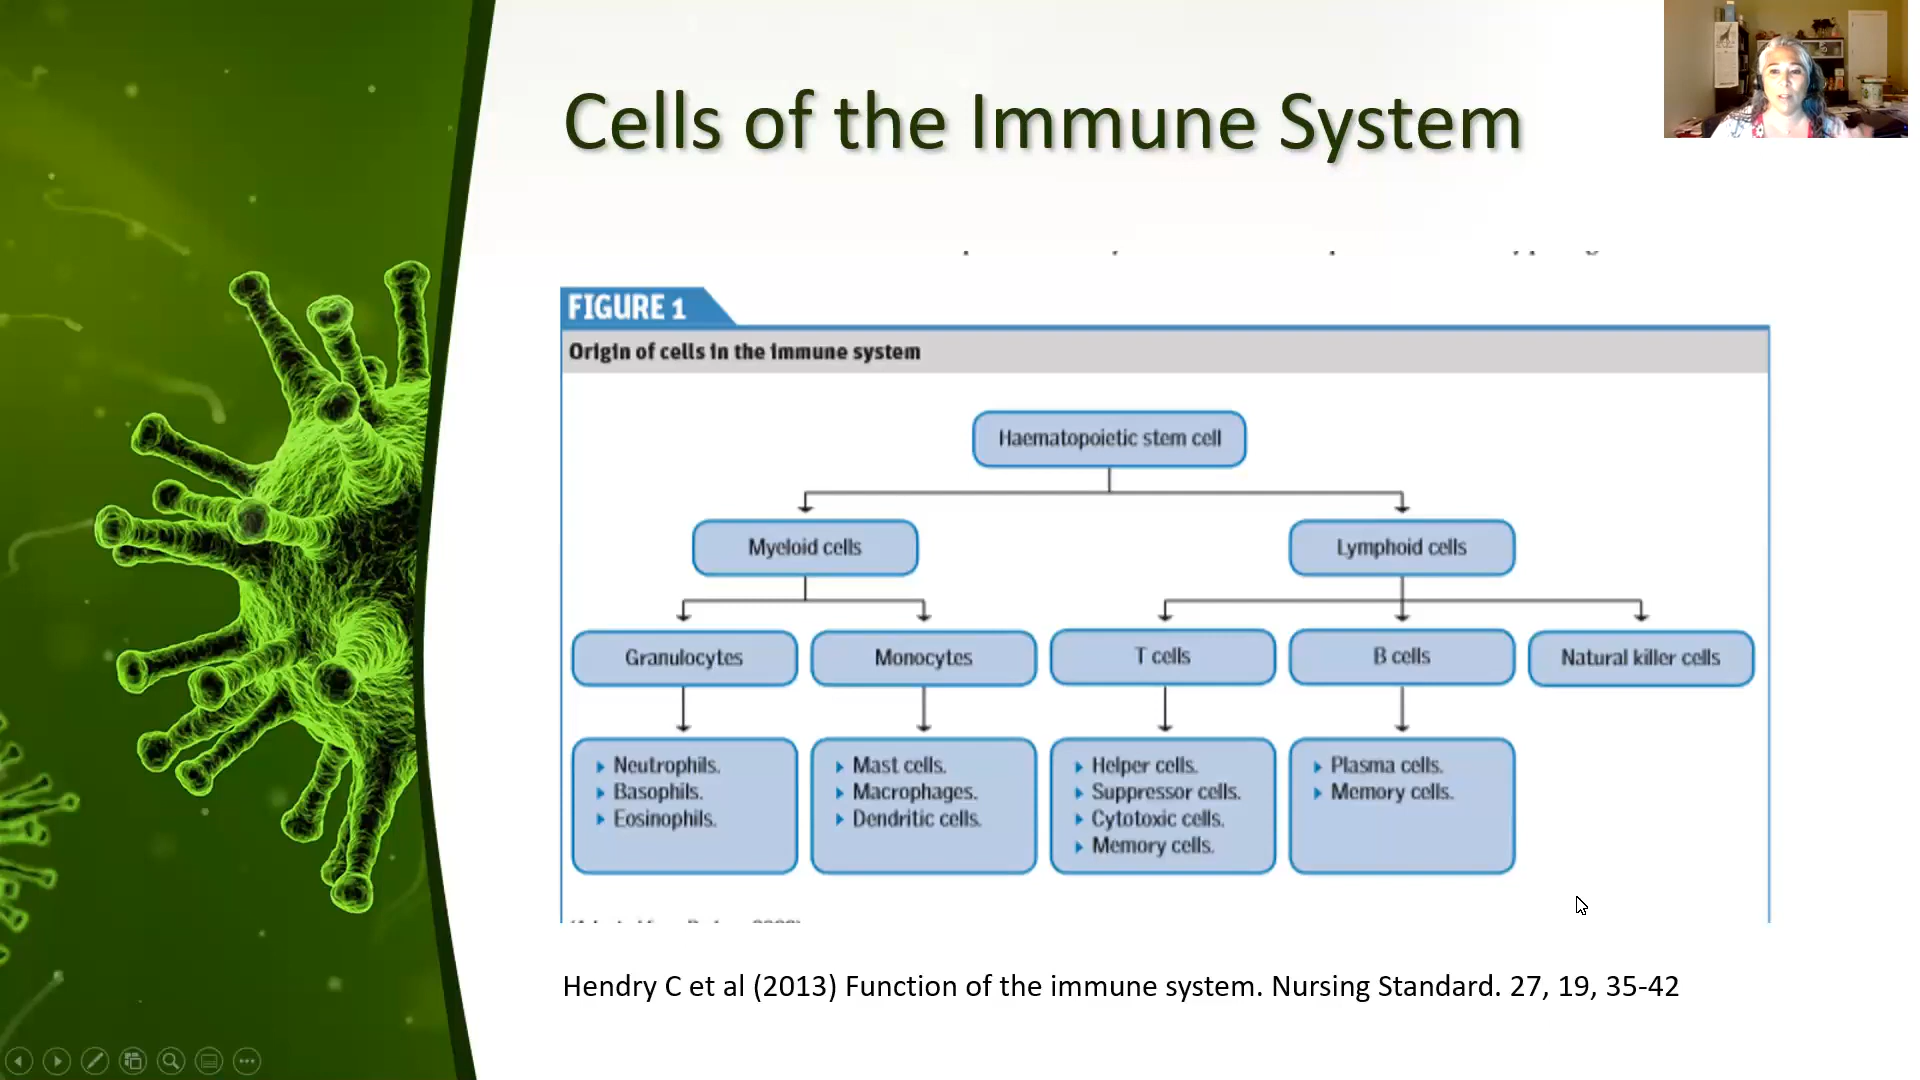 Cells of the Immune System
FIGURE 1
Origin of cells in the immune system
Haematopoietic stem cell
Myeloid cells
Lymphoid cells
Granulocytes
Monocytes
T cells
B cells
Natural killer cells
Neutrophils.
Basophils.
Eosinophils.
Mast cells.
Macrophages.
Dendritic cells.
Helper cells.
Suppressor cells.
Cytotoxic cells.
Memory cells.
Plasma cells.
Memory cells.
Hendry C et al (2013) Function of the immune system. Nursing Standard. 27, 19, 35-42